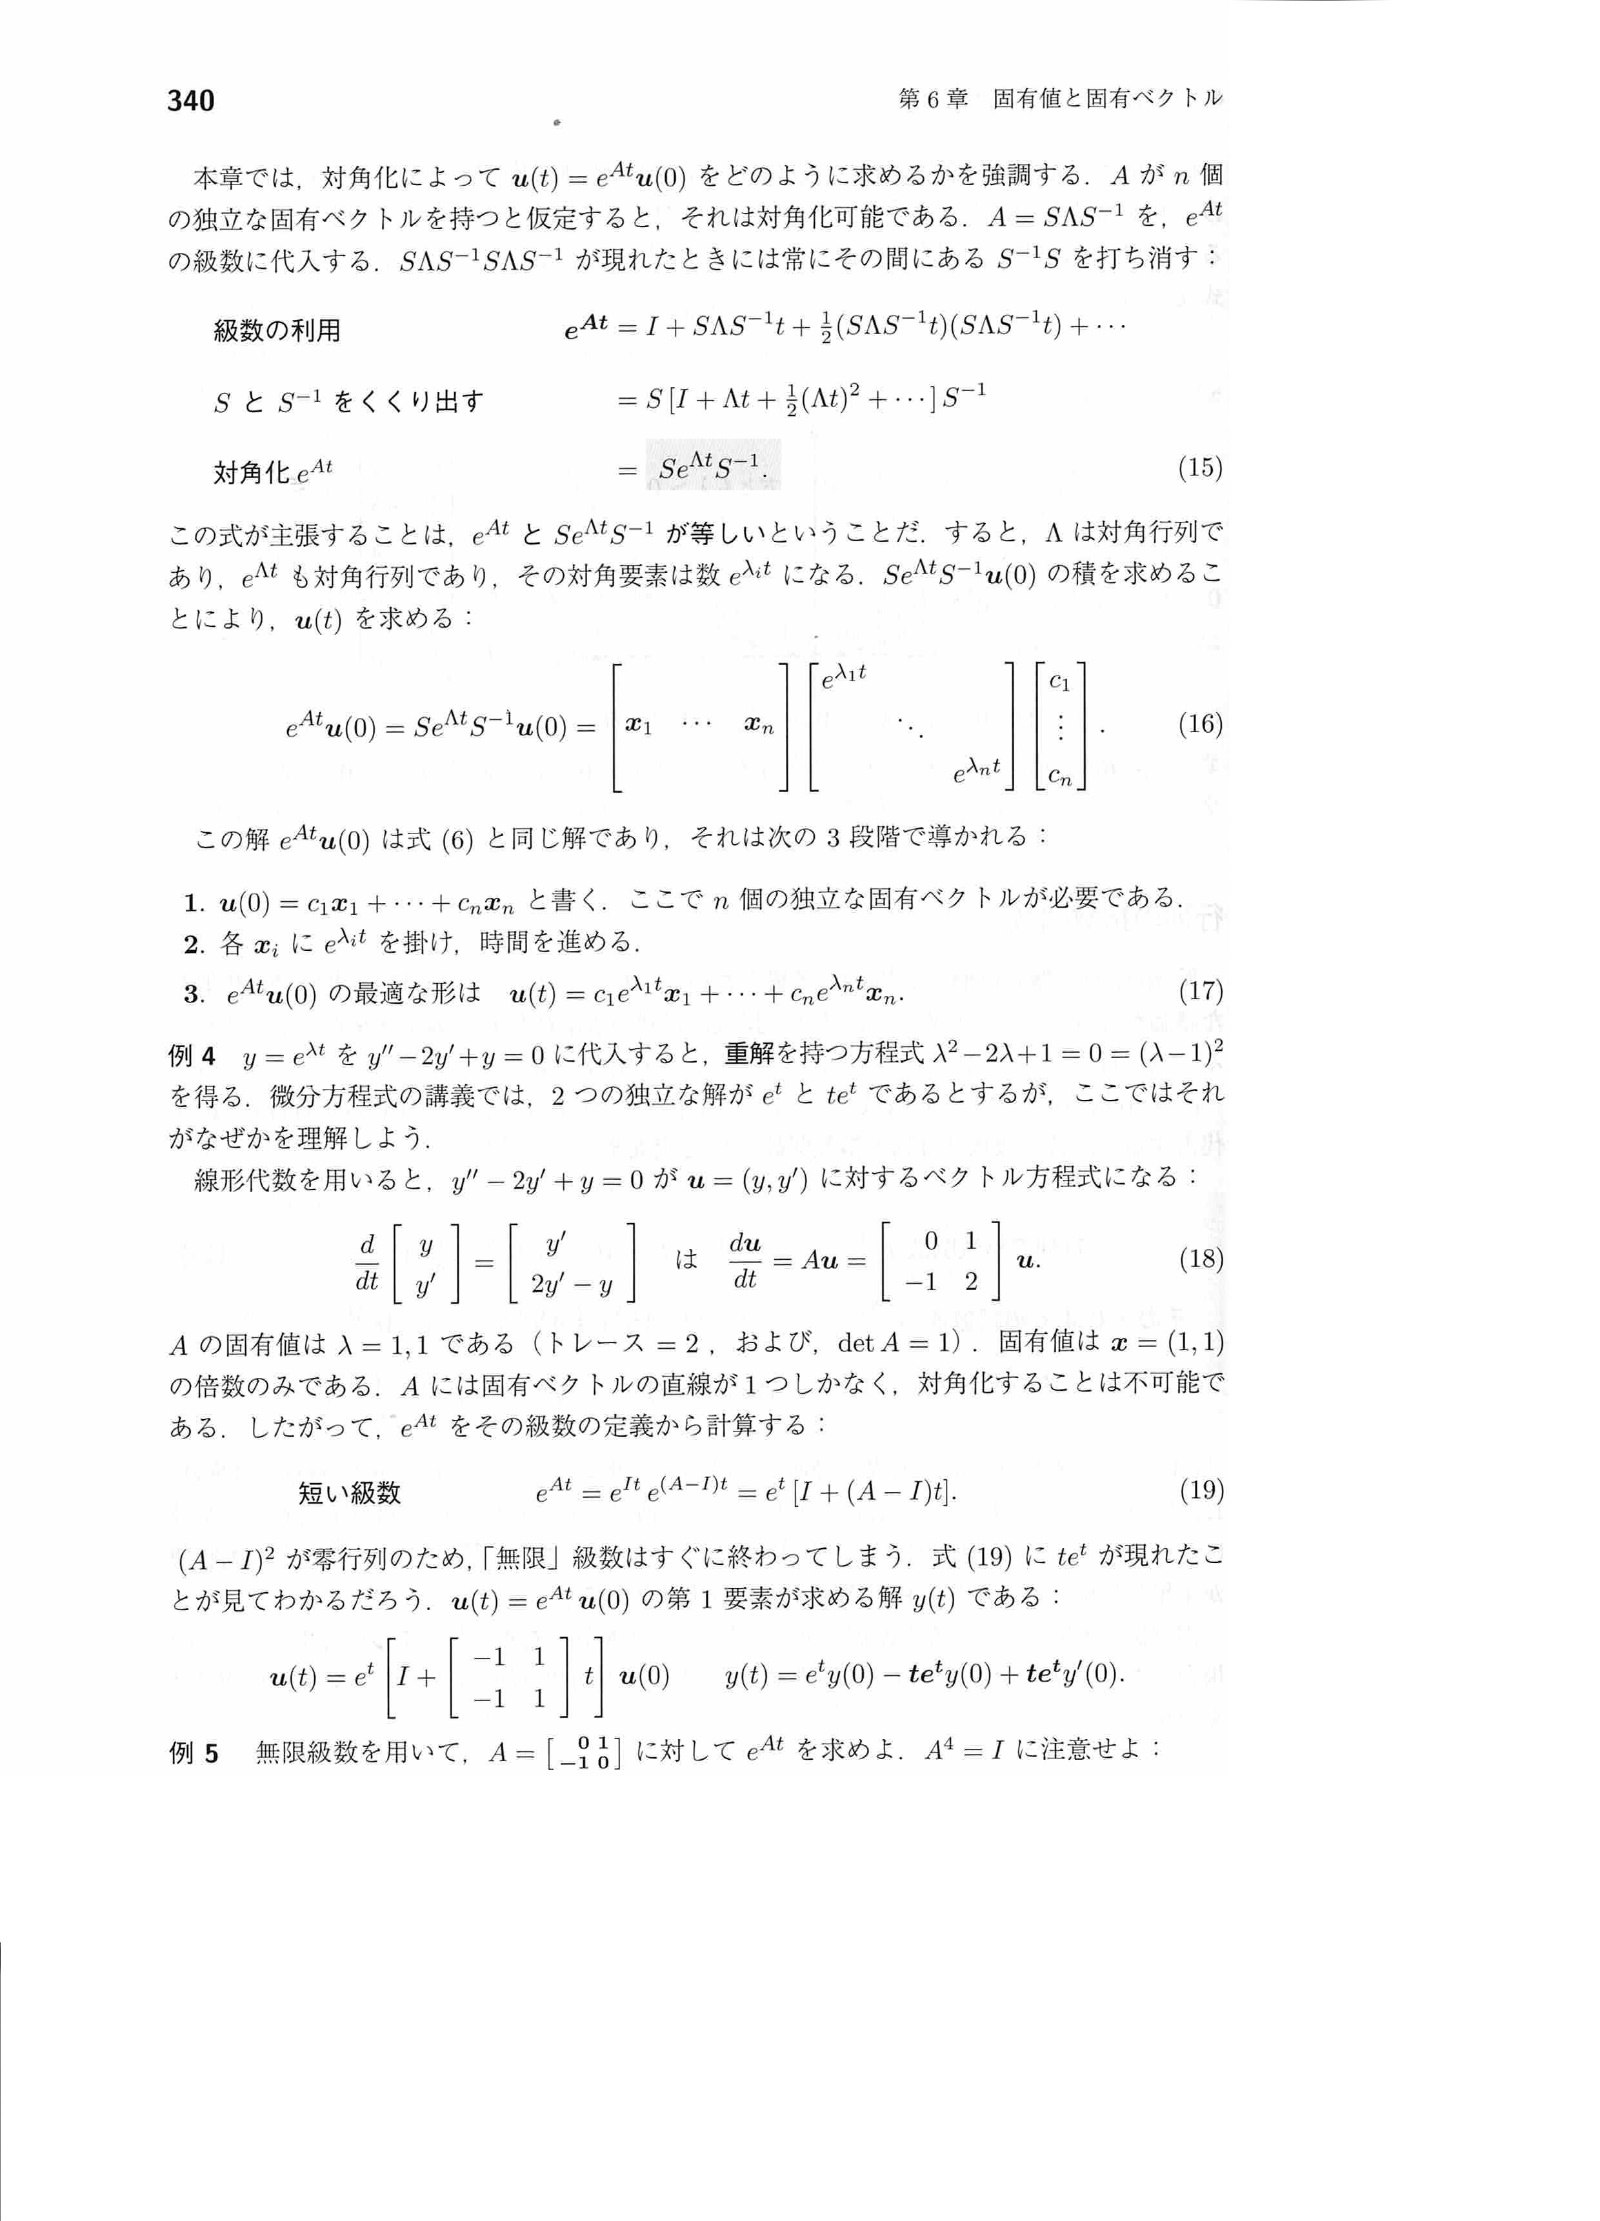 340
第 6 章　固有値と固有ベクトル
本章では，対角化によって u(t) = e^{At}u(0) をどのように求めるかを強調する．A が n 個
の独立な固有ベクトルを持つと仮定すると，それは対角化可能である．A = SΛS^{−1} を，e^{At}
の級数に代入する．SΛS^{−1}SΛS^{−1} が現れたときには常にその間にある S^{−1}S を打ち消す：
級数の利用　e^{At} = I + SΛS^{−1}t + ½(SΛS^{−1}t)(SΛS^{−1}t) + ⋯
S と S^{−1} をくくり出す　= S [I + Λt + ½(Λt)² + ⋯] S^{−1}
対角化 e^{At}　= Se^{Λt}S^{−1}.　(15)
この式が主張することは，e^{At} と Se^{Λt}S^{−1} が等しいということだ．すると，Λ は対角行列で
あり，e^{Λt} も対角行列であり，その対角要素は数 e^{λ_i t} になる．Se^{Λt}S^{−1}u(0) の積を求めるこ
とにより，u(t) を求める：
e^{At}u(0) = Se^{Λt}S^{−1}u(0) = [x_1 ⋯ x_n] [e^{λ_1 t} ⋱ e^{λ_n t}] [c_1 ⋮ c_n] .　(16)
この解 e^{At}u(0) は式 (6) と同じ解であり，それは次の 3 段階で導かれる：
1. u(0) = c_1x_1 + ⋯ + c_nx_n と書く．ここで n 個の独立な固有ベクトルが必要である．
2. 各 x_i に e^{λ_i t} を掛け，時間を進める．
3. e^{At}u(0) の最適な形は　u(t) = c_1e^{λ_1 t}x_1 + ⋯ + c_ne^{λ_n t}x_n.　(17)
例 4　y = e^{λt} を y″ − 2y′ + y = 0 に代入すると，重解を持つ方程式 λ² − 2λ + 1 = 0 = (λ − 1)²
を得る．微分方程式の講義では，2 つの独立な解が e^t と te^t であるとするが，ここではそれ
がなぜかを理解しよう．
線形代数を用いると，y″ − 2y′ + y = 0 が u = (y, y′) に対するベクトル方程式になる：
d/dt [y ; y′] = [y′ ; 2y′ − y]　は　du/dt = Au = [0 1 ; −1 2] u.　(18)
A の固有値は λ = 1, 1 である（トレース = 2 ，および，det A = 1）．固有値は x = (1, 1)
の倍数のみである．A には固有ベクトルの直線が 1 つしかなく，対角化することは不可能で
ある．したがって，e^{At} をその級数の定義から計算する：
短い級数　e^{At} = e^{It} e^{(A−I)t} = e^t [I + (A − I)t].　(19)
(A − I)² が零行列のため，「無限」級数はすぐに終わってしまう．式 (19) に te^t が現れたこ
とが見てわかるだろう．u(t) = e^{At} u(0) の第 1 要素が求める解 y(t) である：
u(t) = e^t [I + [−1 1 ; −1 1] t] u(0)　y(t) = e^t y(0) − te^t y(0) + te^t y′(0).
例 5　無限級数を用いて，A = [0 1 ; −1 0] に対して e^{At} を求めよ．A⁴ = I に注意せよ：